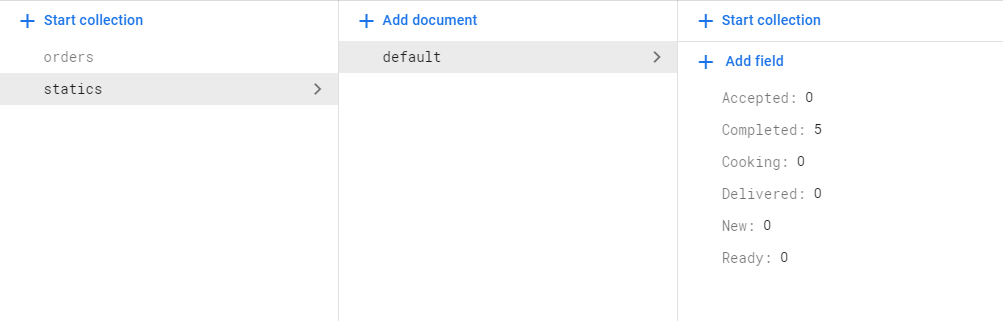 Start collection
orders
statics
Add document
default
Start collection
Add field
Accepted: 0
Completed: 5
Cooking: 0
Delivered: 0
New: 0
Ready: 0